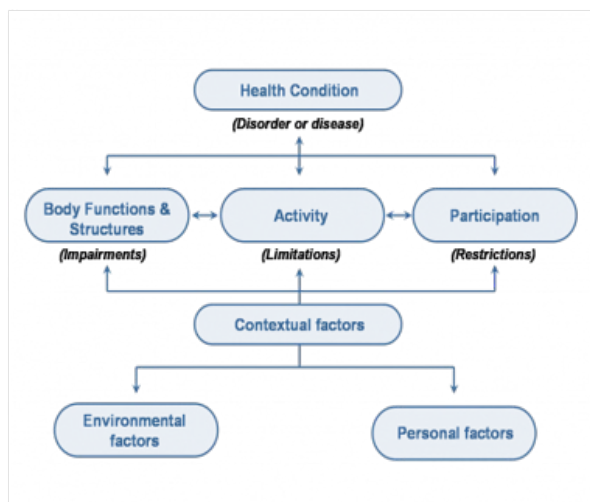 Health Condition
(Disorder or disease)
Body Functions &
Structures
Activity
Participation
(Impairments)
(Limitations)
(Restrictions)
Contextual factors
Environmental
factors
Personal factors